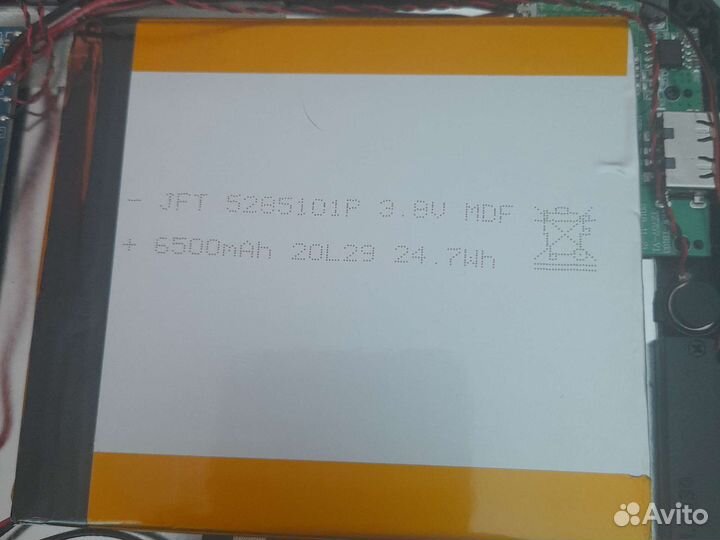 - JFT 5285101P 3.8V MDF
+ 6500mAh 20L29 24.7Wh
Avito